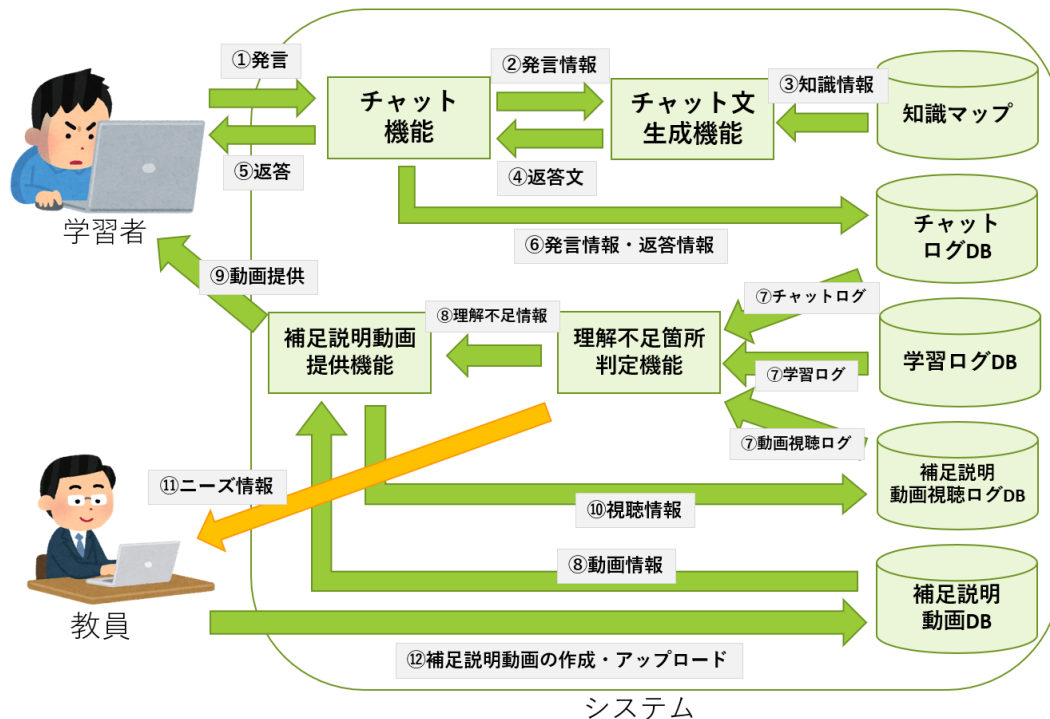 ①発言
②発言情報
③知識情報
チャット
機能
チャット文
生成機能
知識マップ
⑤返答
④返答文
学習者
⑥発言情報・返答情報
チャット
ログDB
⑨動画提供
⑦チャットログ
⑧理解不足情報
補足説明動画
提供機能
理解不足箇所
判定機能
学習ログDB
⑦学習ログ
⑦動画視聴ログ
補足説明
動画視聴ログDB
⑪ニーズ情報
⑩視聴情報
⑧動画情報
補足説明
動画DB
教員
⑫補足説明動画の作成・アップロード
システム